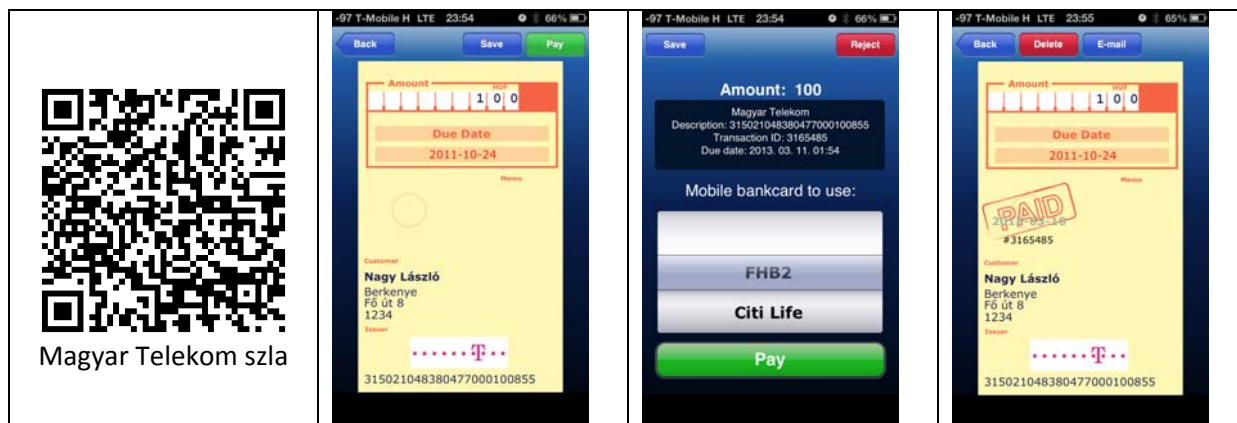 Magyar Telekom szla
-97 T-Mobile H LTE 23:54 66%
Back Save Pay
Amount
HUF
1 0 0
Due Date
2011-10-24
Memo
Customer
Nagy László
Berkenye
Fő út 8
1234
Issuer
T
315021048380477000100855
-97 T-Mobile H LTE 23:54 66%
Save Reject
Amount: 100
Magyar Telekom
Description: 315021048380477000100855
Transaction ID: 3165485
Due date: 2013. 03. 11. 01:54
Mobile bankcard to use:
FHB2
Citi Life
Pay
-97 T-Mobile H LTE 23:55 65%
Back Delete E-mail
Amount
HUF
1 0 0
Due Date
2011-10-24
Memo
PAID
#3165485
Customer
Nagy László
Berkenye
Fő út 8
1234
Issuer
T
315021048380477000100855